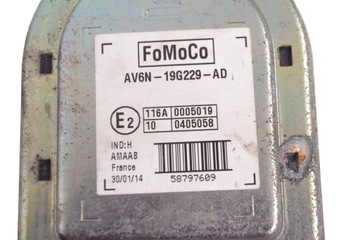 FoMoCo
AV6N-19G229-AD
E2 116A 0005019
10 0405058
IND:H
AMAAB
France
30/01/14 58797609